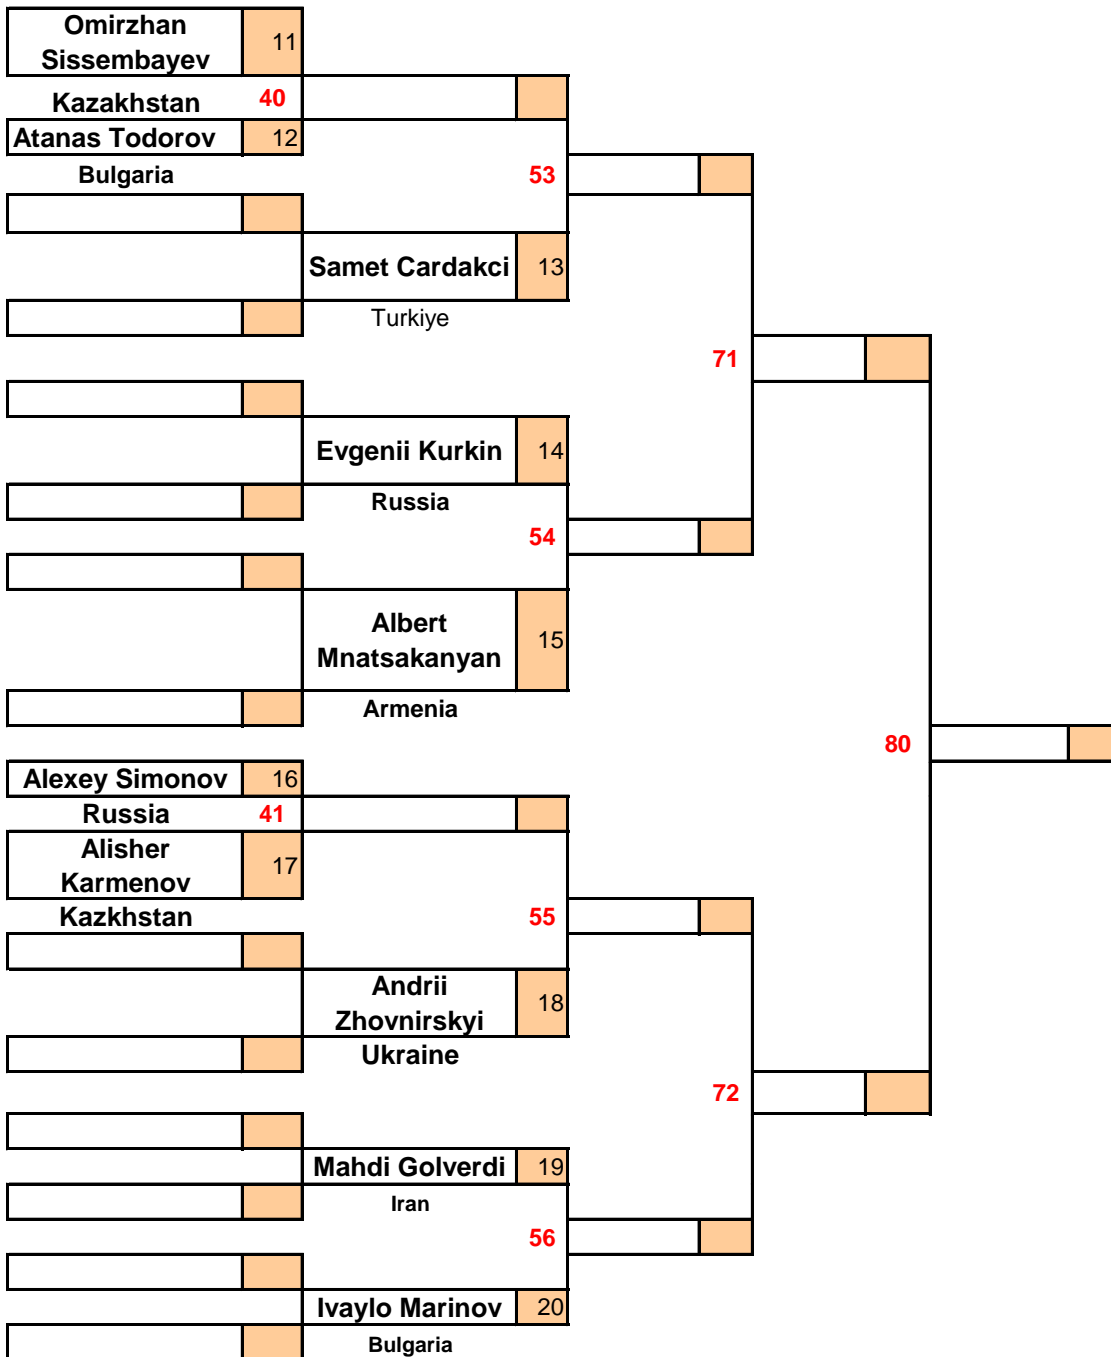 Omirzhan
Sissembayev
11
Kazakhstan
40
Atanas Todorov
12
Bulgaria
53
Samet Cardakci
13
Turkiye
71
Evgenii Kurkin
14
Russia
54
Albert
Mnatsakanyan
15
Armenia
80
Alexey Simonov
16
Russia
41
Alisher
Karmenov
17
Kazkhstan
55
Andrii
Zhovnirskyi
18
Ukraine
72
Mahdi Golverdi
19
Iran
56
Ivaylo Marinov
20
Bulgaria